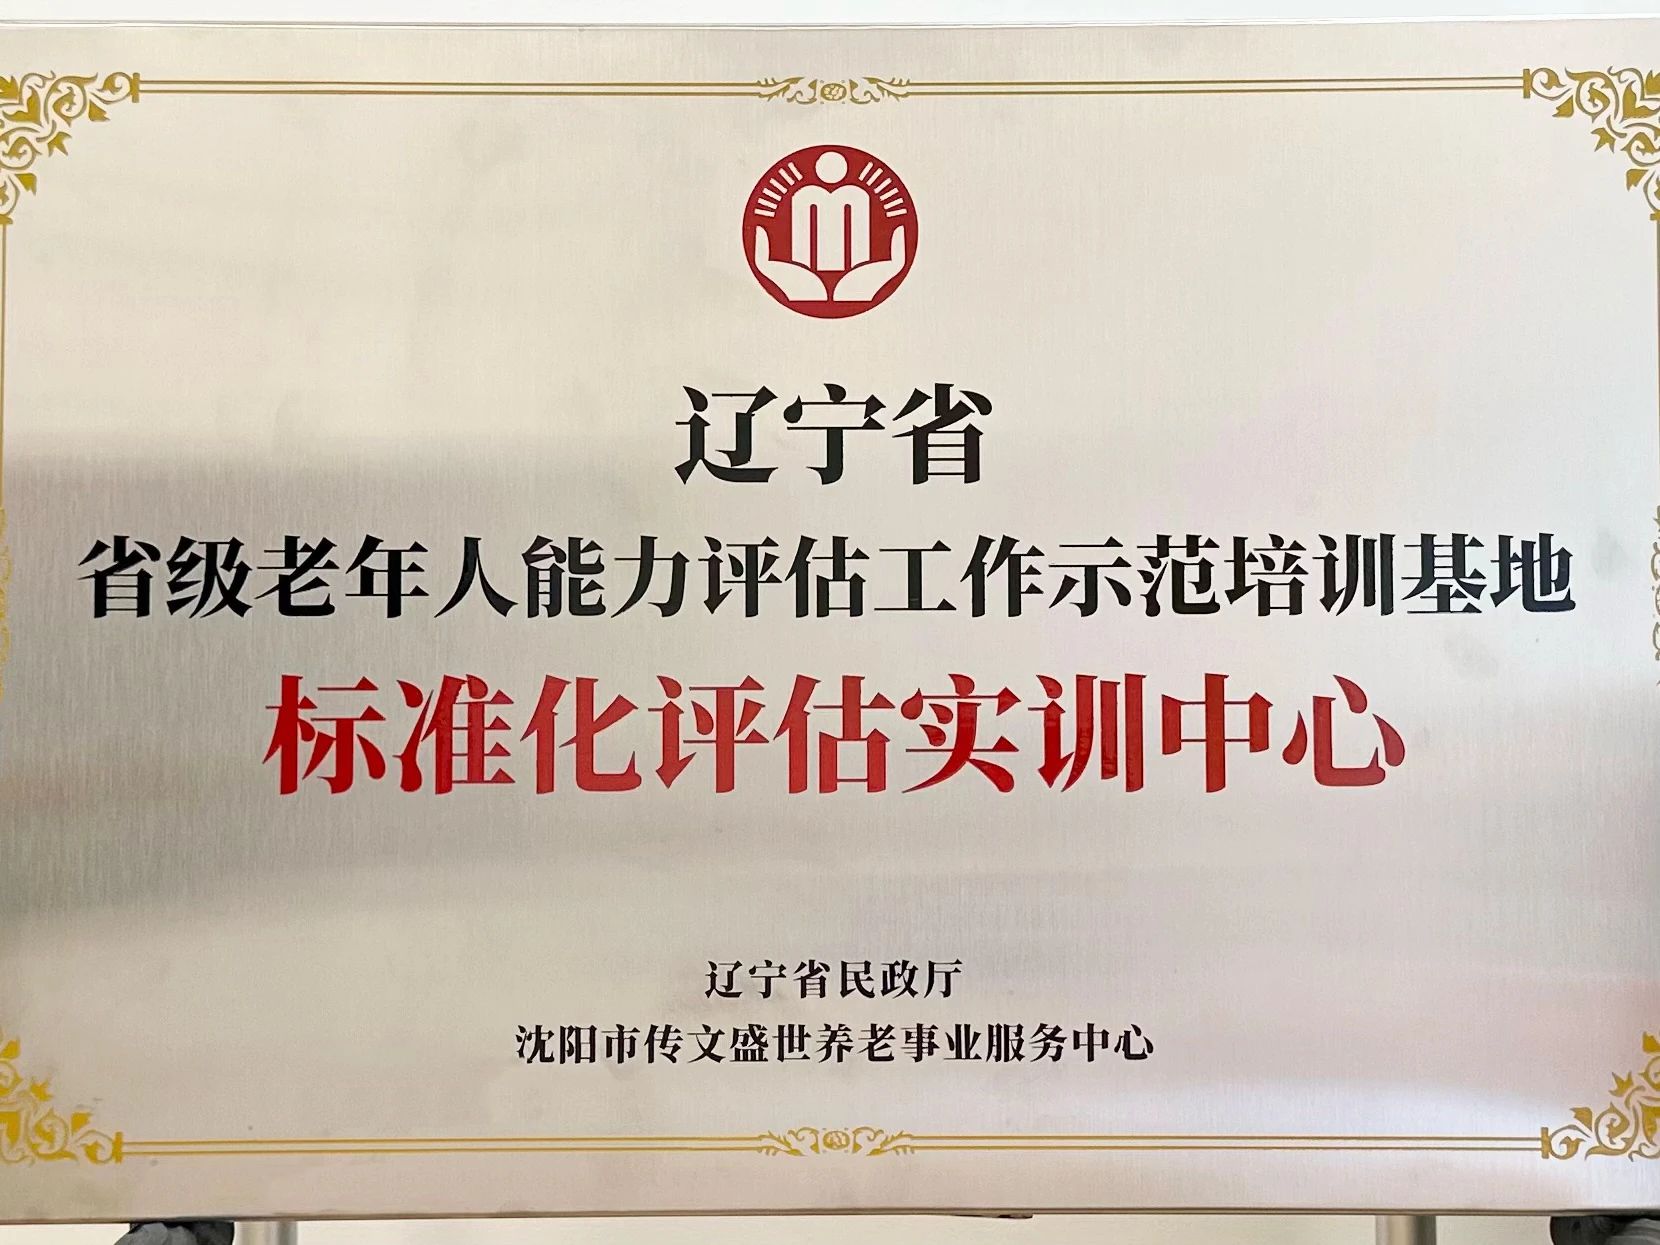 辽宁省
省级老年人能力评估工作示范培训基地
标准化评估实训中心
辽宁省民政厅
沈阳市传文盛世养老事业服务中心